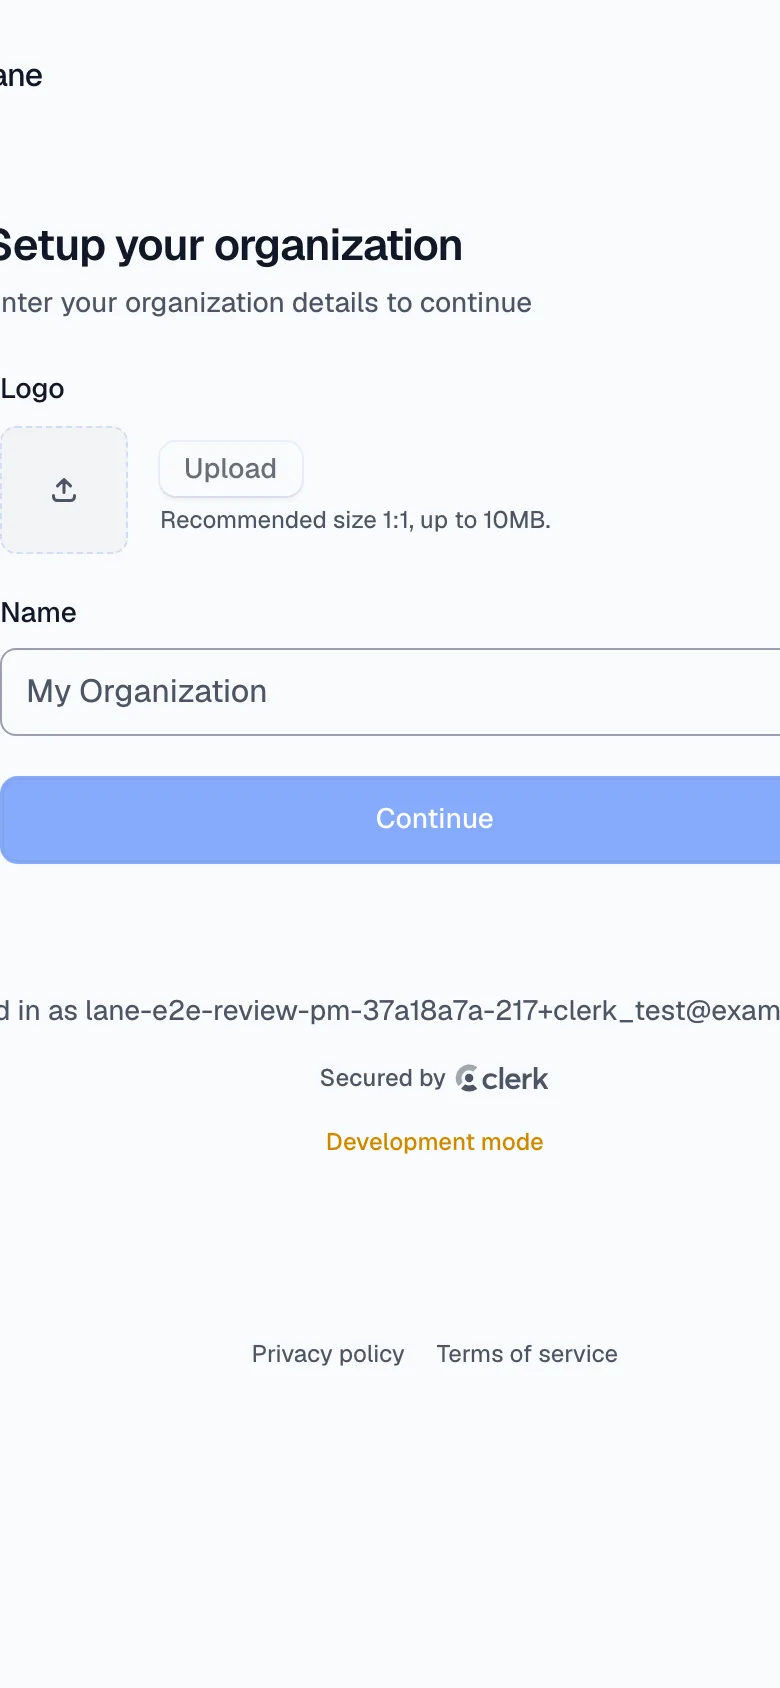 ane
Setup your organization
nter your organization details to continue
Logo
Upload
Recommended size 1:1, up to 10MB.
Name
My Organization
Continue
d in as lane-e2e-review-pm-37a18a7a-217+clerk_test@exam
Secured by clerk
Development mode
Privacy policy Terms of service